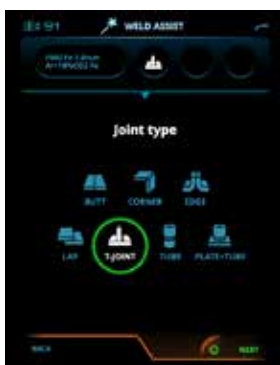 WELD ASSIST
Joint type
BUTT
CORNER
EDGE
LAP
T-JOINT
TUBE
PLATE+TUBE
BACK
NEXT